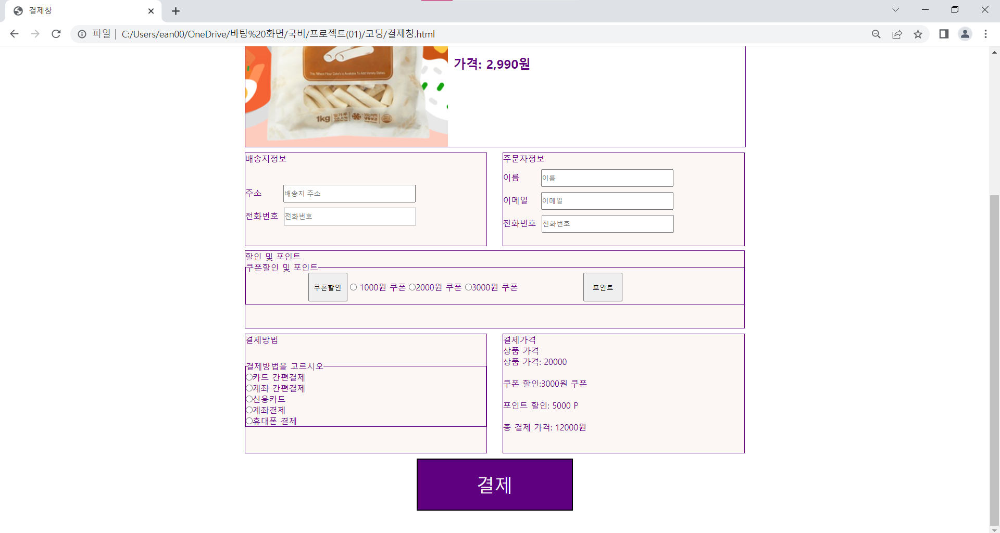 결제창
파일 | C:/Users/ean00/OneDrive/바탕%20화면/국비/프로젝트(01)/코딩/결제창.html
This Wheat Flour Cake's Is Available To Add Variety Dishes.
1kg
가격: 2,990원
배송지정보
주소 배송지 주소
전화번호 전화번호
주문자정보
이름 이름
이메일 이메일
전화번호 전화번호
할인 및 포인트
쿠폰할인 및 포인트
쿠폰할인 1000원 쿠폰 2000원 쿠폰 3000원 쿠폰 포인트
결제방법
결제방법을 고르시오
카드 간편결제
계좌 간편결제
신용카드
계좌결제
휴대폰 결제
결제가격
상품 가격
상품 가격: 20000
쿠폰 할인:3000원 쿠폰
포인트 할인: 5000 P
총 결제 가격: 12000원
결제